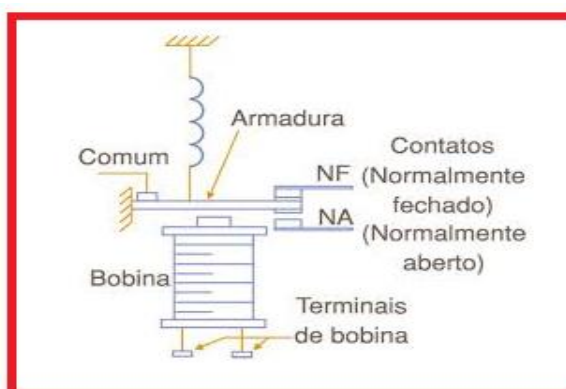 Armadura
Comum
Contatos
NF (Normalmente
fechado)
NA (Normalmente
aberto)
Bobina
Terminais
de bobina